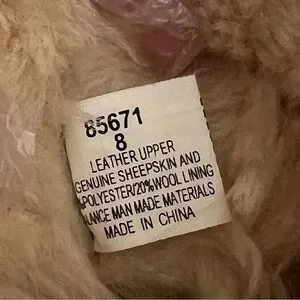 85671
8
LEATHER UPPER
GENUINE SHEEPSKIN AND
%POLYESTER/20%WOOL LINING
MAN MADE MATERIALS
MADE IN CHINA